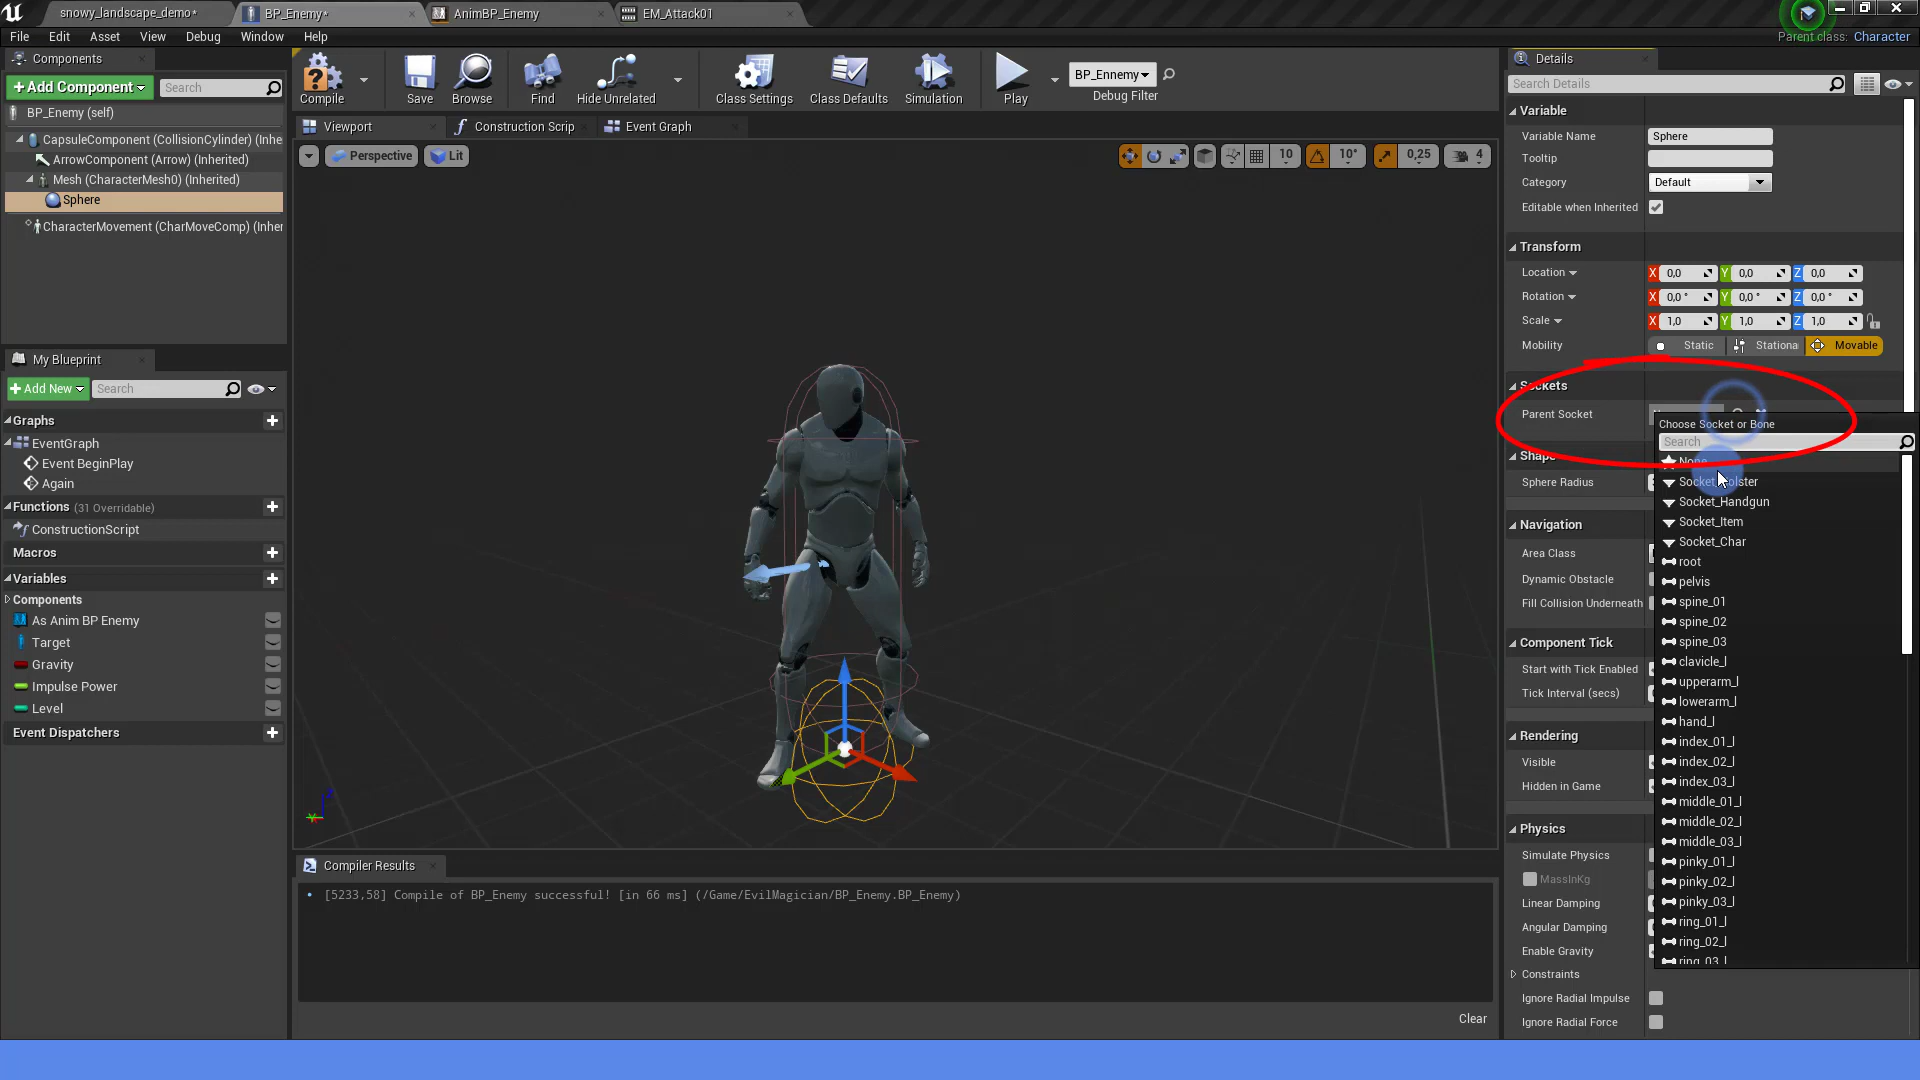 snowy_landscape_demo*
BP_Enemy*
AnimBP_Enemy
EM_Attack01
File Edit Asset View Debug Window Help
Parent class: Character
Components
Add Component
Search
BP_Enemy (self)
CapsuleComponent (CollisionCylinder) (Inhe
ArrowComponent (Arrow) (Inherited)
Mesh (CharacterMesh0) (Inherited)
Sphere
CharacterMovement (CharMoveComp) (Inher
My Blueprint
Add New
Search
Graphs
EventGraph
Event BeginPlay
Again
Functions (31 Overridable)
ConstructionScript
Macros
Variables
Components
As Anim BP Enemy
Target
Gravity
Impulse Power
Level
Event Dispatchers
Compile
Save
Browse
Find
Hide Unrelated
Class Settings
Class Defaults
Simulation
Play
BP_Ennemy
Debug Filter
Viewport
Construction Scrip
Event Graph
Perspective
Lit
10
10°
0,25
4
Compiler Results
[5233,58] Compile of BP_Enemy successful! [in 66 ms] (/Game/EvilMagician/BP_Enemy.BP_Enemy)
Clear
Details
Search Details
Variable
Variable Name Sphere
Tooltip
Category Default
Editable when Inherited
Transform
Location X 0,0 Y 0,0 Z 0,0
Rotation X 0,0 ° Y 0,0 ° Z 0,0 °
Scale X 1,0 Y 1,0 Z 1,0
Mobility Static Stationa Movable
Sockets
Parent Socket
Shape
Sphere Radius
Navigation
Area Class
Dynamic Obstacle
Fill Collision Underneath
Component Tick
Start with Tick Enabled
Tick Interval (secs)
Rendering
Visible
Hidden in Game
Physics
Simulate Physics
MassInKg
Linear Damping
Angular Damping
Enable Gravity
Constraints
Ignore Radial Impulse
Ignore Radial Force
Choose Socket or Bone
Search
None
Socket_Holster
Socket_Handgun
Socket_Item
Socket_Char
root
pelvis
spine_01
spine_02
spine_03
clavicle_l
upperarm_l
lowerarm_l
hand_l
index_01_l
index_02_l
index_03_l
middle_01_l
middle_02_l
middle_03_l
pinky_01_l
pinky_02_l
pinky_03_l
ring_01_l
ring_02_l
ring_03_l